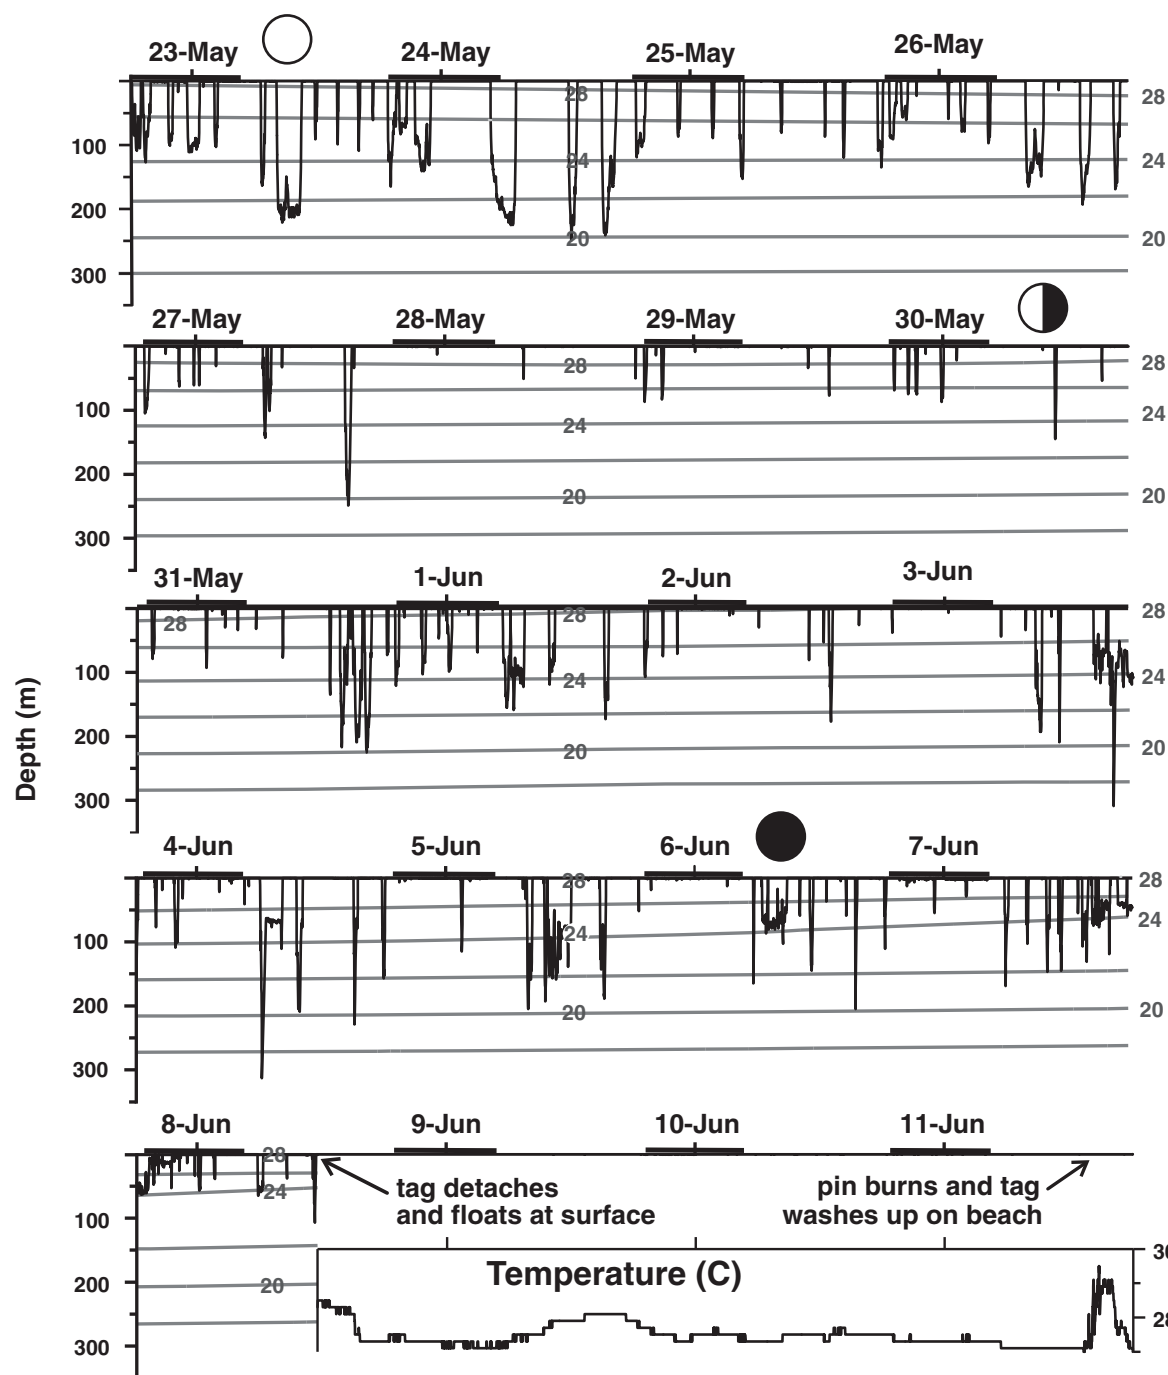 23-May 24-May 25-May 26-May
28 28
100 24 24
200
20 20
300
27-May 28-May 29-May 30-May
28 28
100
24 24
200
20 20
300
31-May 1-Jun 2-Jun 3-Jun
28 28 28
100
24 24
200
20 20
300
Depth (m)
4-Jun 5-Jun 6-Jun 7-Jun
28 28
24 24
100
200
20 20
300
8-Jun 9-Jun 10-Jun 11-Jun
28
24
tag detaches
and floats at surface
pin burns and tag
washes up on beach
100
200
20
300
Temperature (C)
30
28